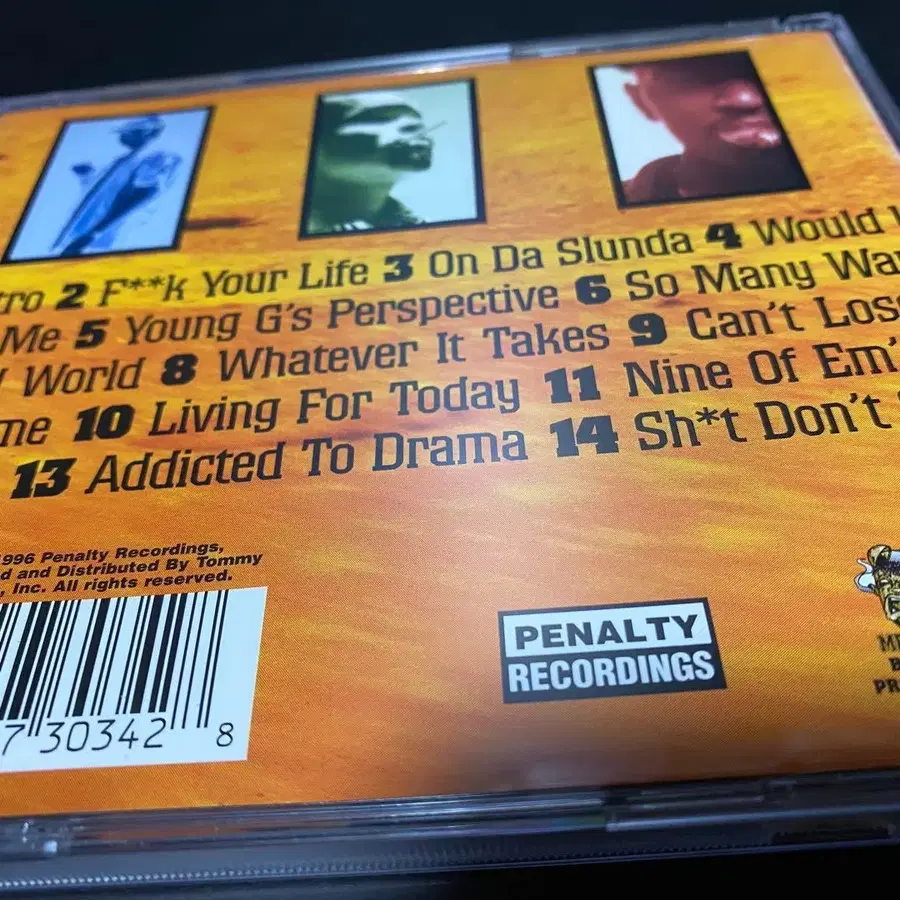 tro 2 F**k Your Life 3 On Da Slunda 4 Would
Me 5 Young G's Perspective 6 So Many Wa
World 8 Whatever It Takes 9 Can't Los
me 10 Living For Today 11 Nine Of Em'
13 Addicted To Drama 14 Sh*t Don't
1996 Penalty Recordings,
d and Distributed By Tommy
, Inc. All rights reserved.
7 30342 8
PENALTY
RECORDINGS
M
B
PR